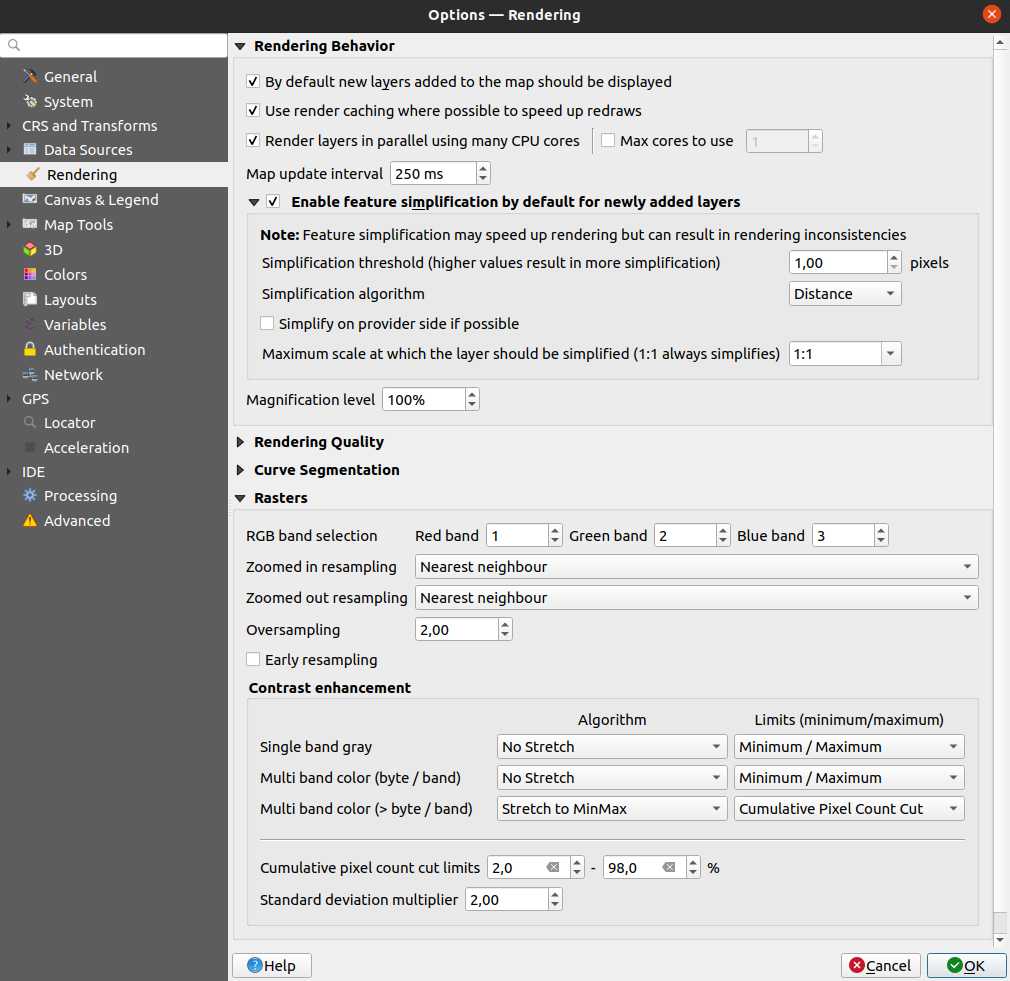 Options — Rendering
General
System
CRS and Transforms
Data Sources
Rendering
Canvas & Legend
Map Tools
3D
Colors
Layouts
Variables
Authentication
Network
GPS
Locator
Acceleration
IDE
Processing
Advanced
Rendering Behavior
By default new layers added to the map should be displayed
Use render caching where possible to speed up redraws
Render layers in parallel using many CPU cores Max cores to use 1
Map update interval 250 ms
Enable feature simplification by default for newly added layers
Note: Feature simplification may speed up rendering but can result in rendering inconsistencies
Simplification threshold (higher values result in more simplification) 1,00 pixels
Simplification algorithm Distance
Simplify on provider side if possible
Maximum scale at which the layer should be simplified (1:1 always simplifies) 1:1
Magnification level 100%
Rendering Quality
Curve Segmentation
Rasters
RGB band selection Red band 1 Green band 2 Blue band 3
Zoomed in resampling Nearest neighbour
Zoomed out resampling Nearest neighbour
Oversampling 2,00
Early resampling
Contrast enhancement
Algorithm Limits (minimum/maximum)
Single band gray No Stretch Minimum / Maximum
Multi band color (byte / band) No Stretch Minimum / Maximum
Multi band color (> byte / band) Stretch to MinMax Cumulative Pixel Count Cut
Cumulative pixel count cut limits 2,0 - 98,0 %
Standard deviation multiplier 2,00
Help Cancel OK